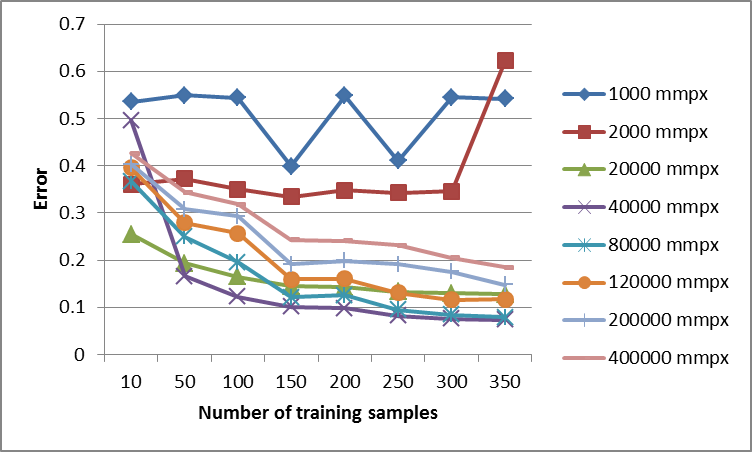 0.7
0.6
0.5
0.4
0.3
0.2
0.1
0
Error
10 50 100 150 200 250 300 350
Number of training samples
1000 mmpx
2000 mmpx
20000 mmpx
40000 mmpx
80000 mmpx
120000 mmpx
200000 mmpx
400000 mmpx